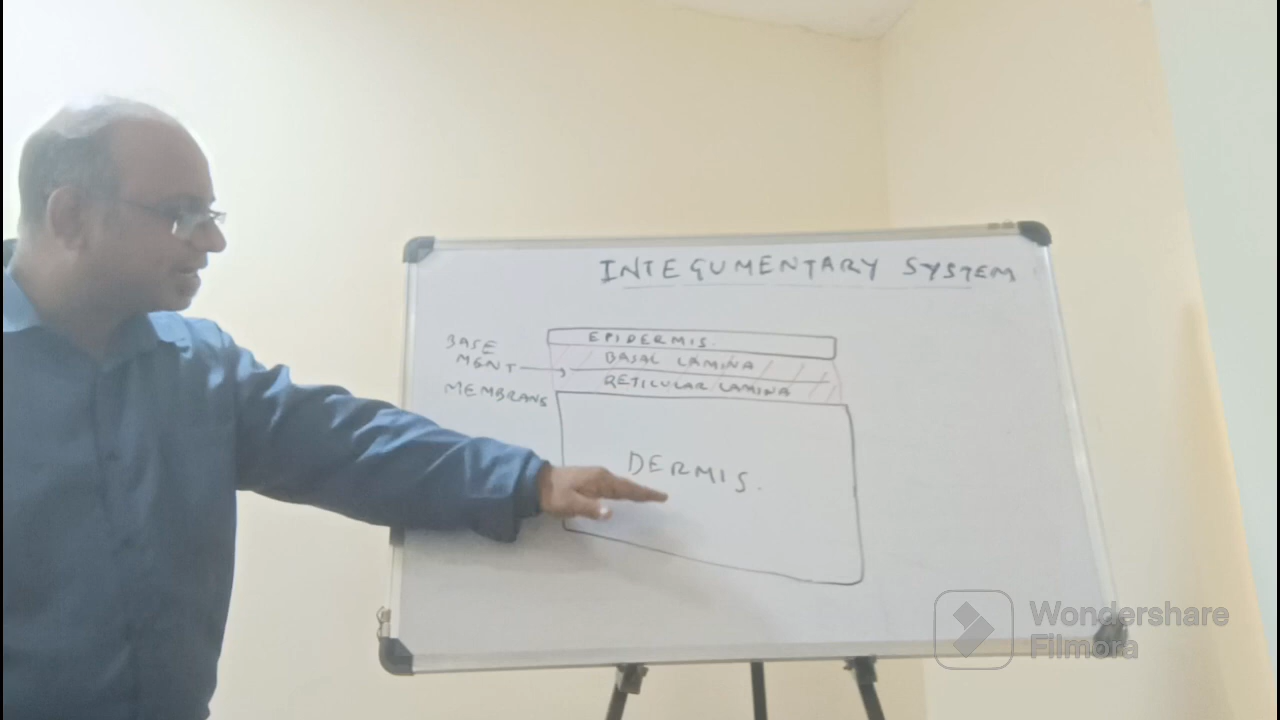 INTEGUMENTARY SYSTEM
EPIDERMIS.
BASE
MENT
MEMBRANE
BASAL LAMINA
RETICULAR LAMINA
DERMIS.
Wondershare
Filmora